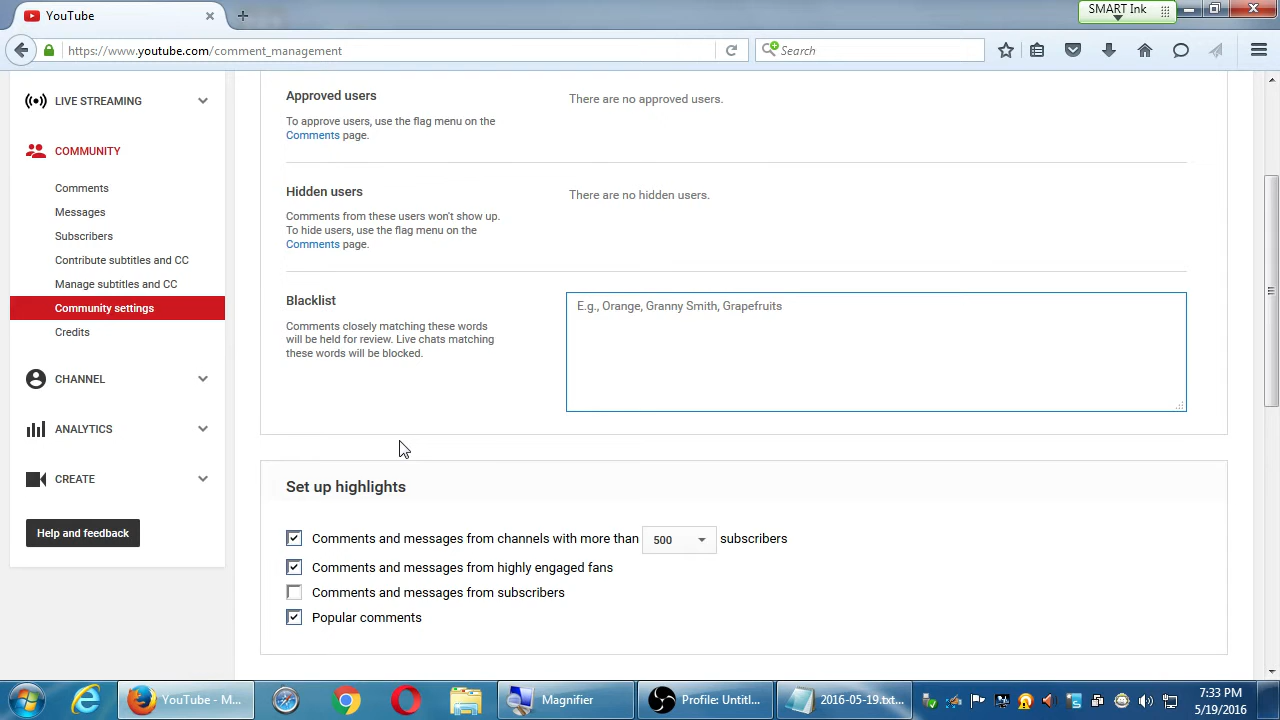 YouTube
SMART Ink
https://www.youtube.com/comment_management
Search
LIVE STREAMING
COMMUNITY
Comments
Messages
Subscribers
Contribute subtitles and CC
Manage subtitles and CC
Community settings
Credits
CHANNEL
ANALYTICS
CREATE
Help and feedback
Approved users
To approve users, use the flag menu on the
Comments page.
There are no approved users.
Hidden users
Comments from these users won't show up.
To hide users, use the flag menu on the
Comments page.
There are no hidden users.
Blacklist
Comments closely matching these words
will be held for review. Live chats matching
these words will be blocked.
E.g., Orange, Granny Smith, Grapefruits
Set up highlights
Comments and messages from channels with more than 500 subscribers
Comments and messages from highly engaged fans
Comments and messages from subscribers
Popular comments
YouTube - M...
Magnifier
Profile: Untitl...
2016-05-19.txt...
7:33 PM
5/19/2016